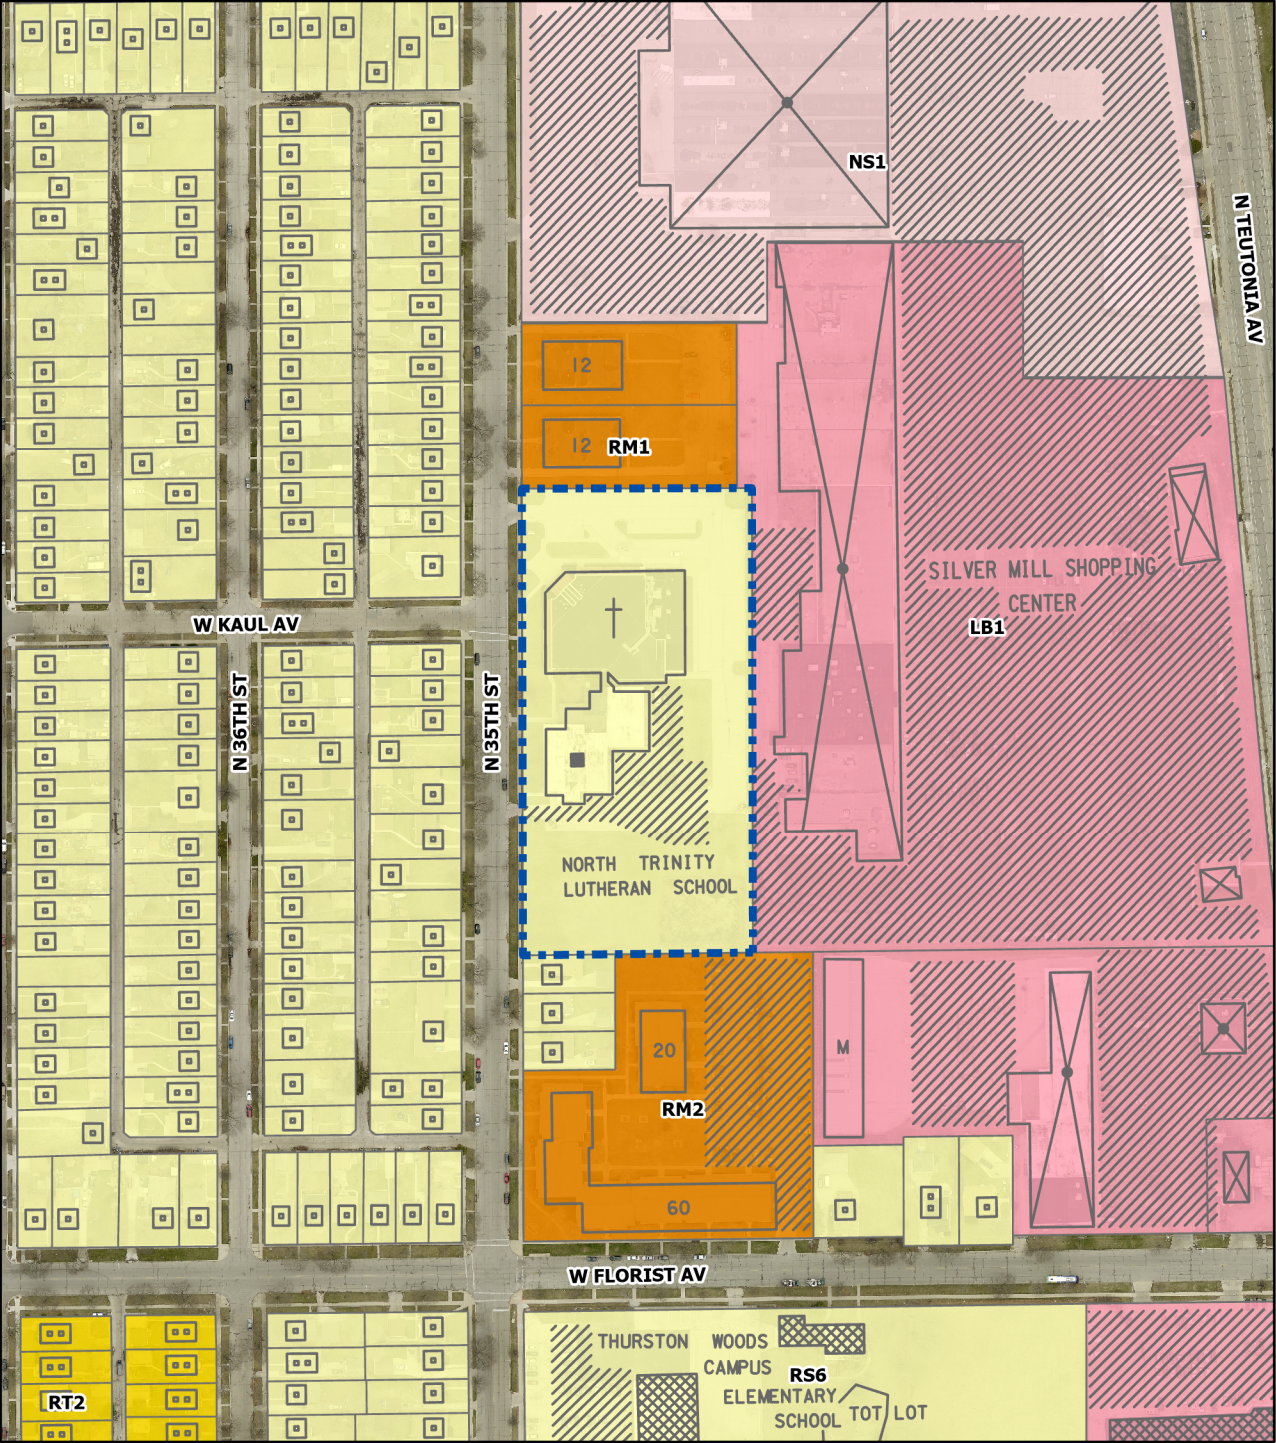 NS1
N TEUTONIA AV
12
12
RM1
SILVER MILL SHOPPING
CENTER
LB1
W KAUL AV
N 36TH ST
N 35TH ST
NORTH TRINITY
LUTHERAN SCHOOL
20
M
RM2
60
W FLORIST AV
THURSTON WOODS
CAMPUS
RS6
ELEMENTARY
SCHOOL
TOT LOT
RT2